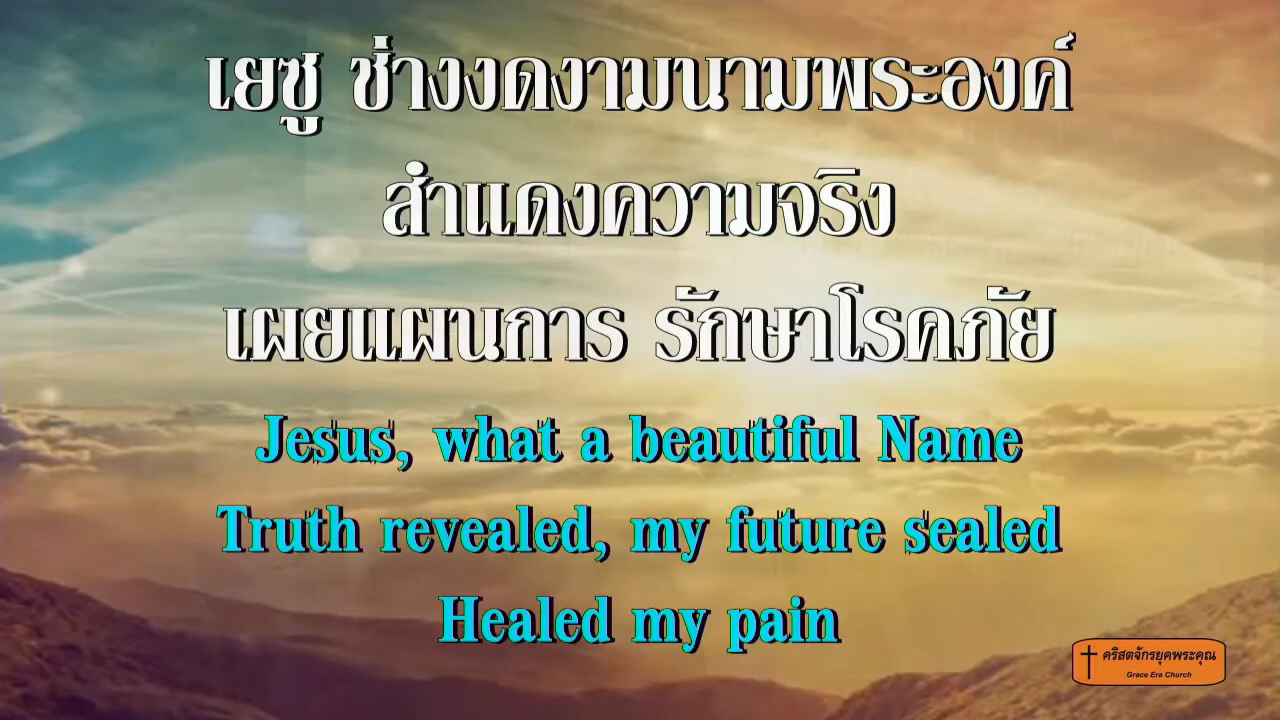 เยซู ช่างงดงามนามพระองค์
สำแดงความจริง
เผยแผนการ รักษาโรคภัย
Jesus, what a beautiful Name
Truth revealed, my future sealed
Healed my pain
คริสตจักรยุคพระคุณ
Grace Era Church